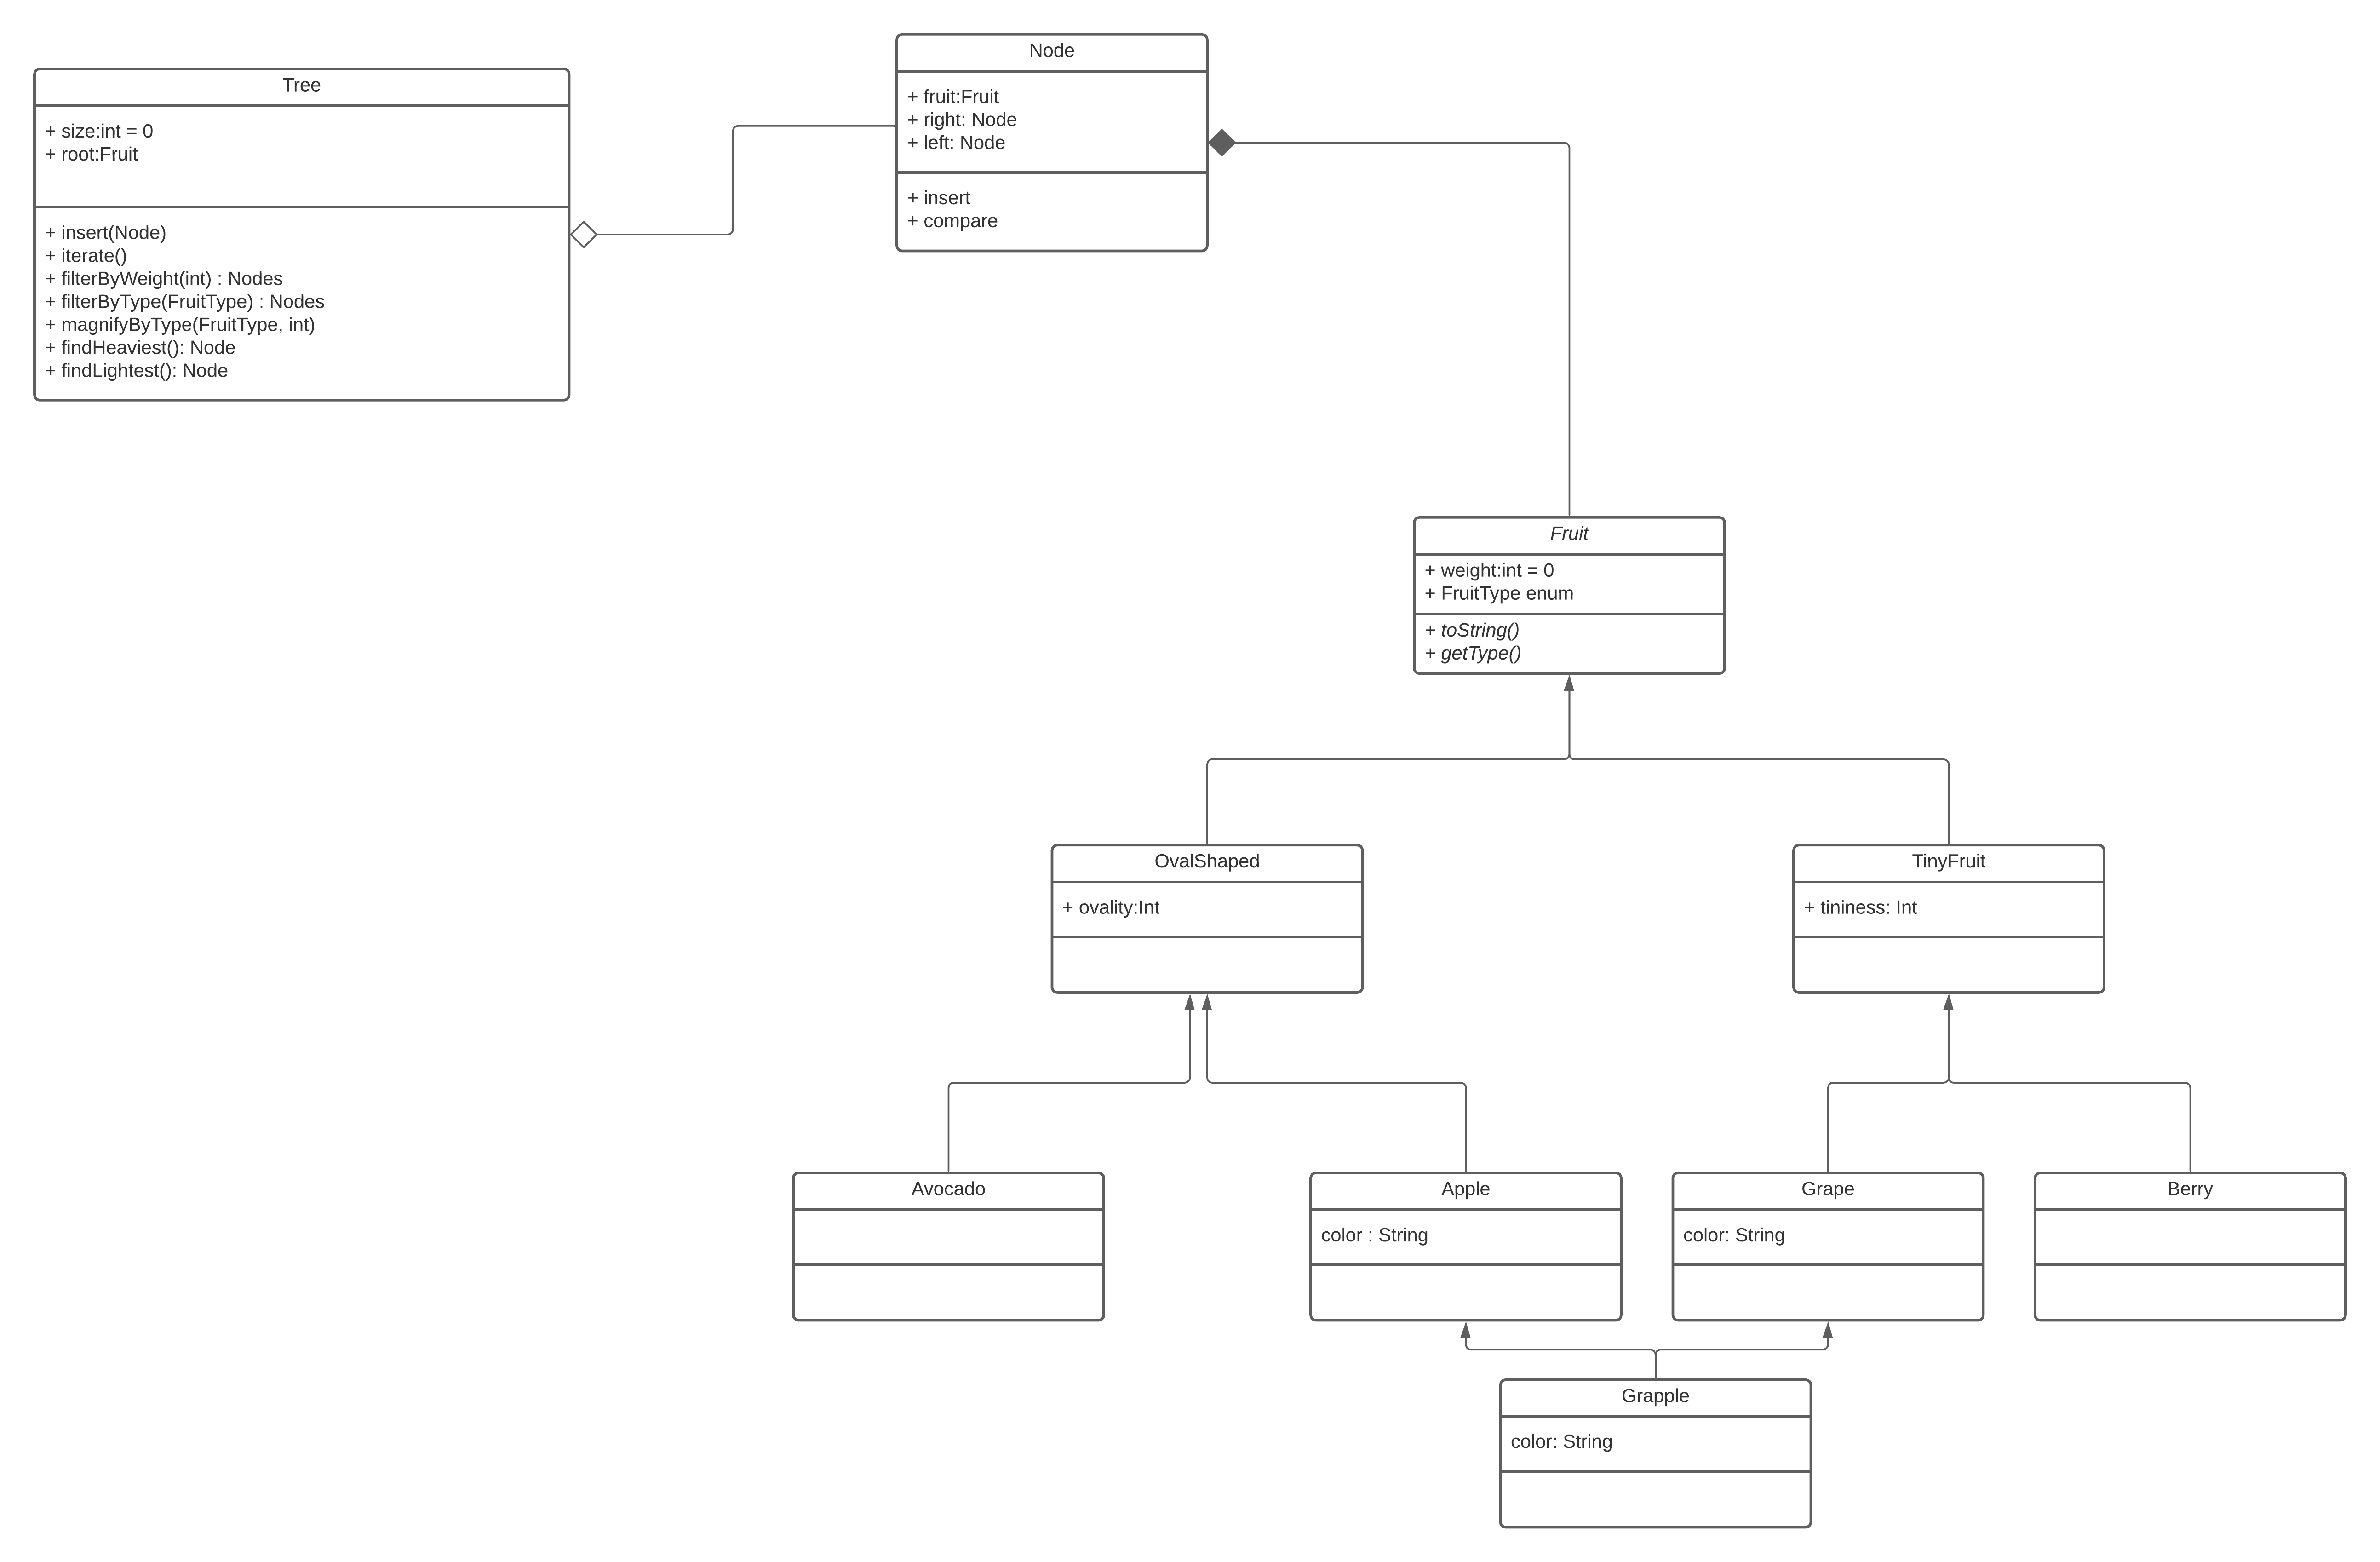 Tree
+ size:int = 0
+ root:Fruit
+ insert(Node)
+ iterate()
+ filterByWeight(int) : Nodes
+ filterByType(FruitType) : Nodes
+ magnifyByType(FruitType, int)
+ findHeaviest(): Node
+ findLightest(): Node
Node
+ fruit:Fruit
+ right: Node
+ left: Node
+ insert
+ compare
Fruit
+ weight:int = 0
+ FruitType enum
+ toString()
+ getType()
OvalShaped
+ ovality:Int
TinyFruit
+ tininess: Int
Avocado
Apple
color : String
Grape
color: String
Berry
Grapple
color: String